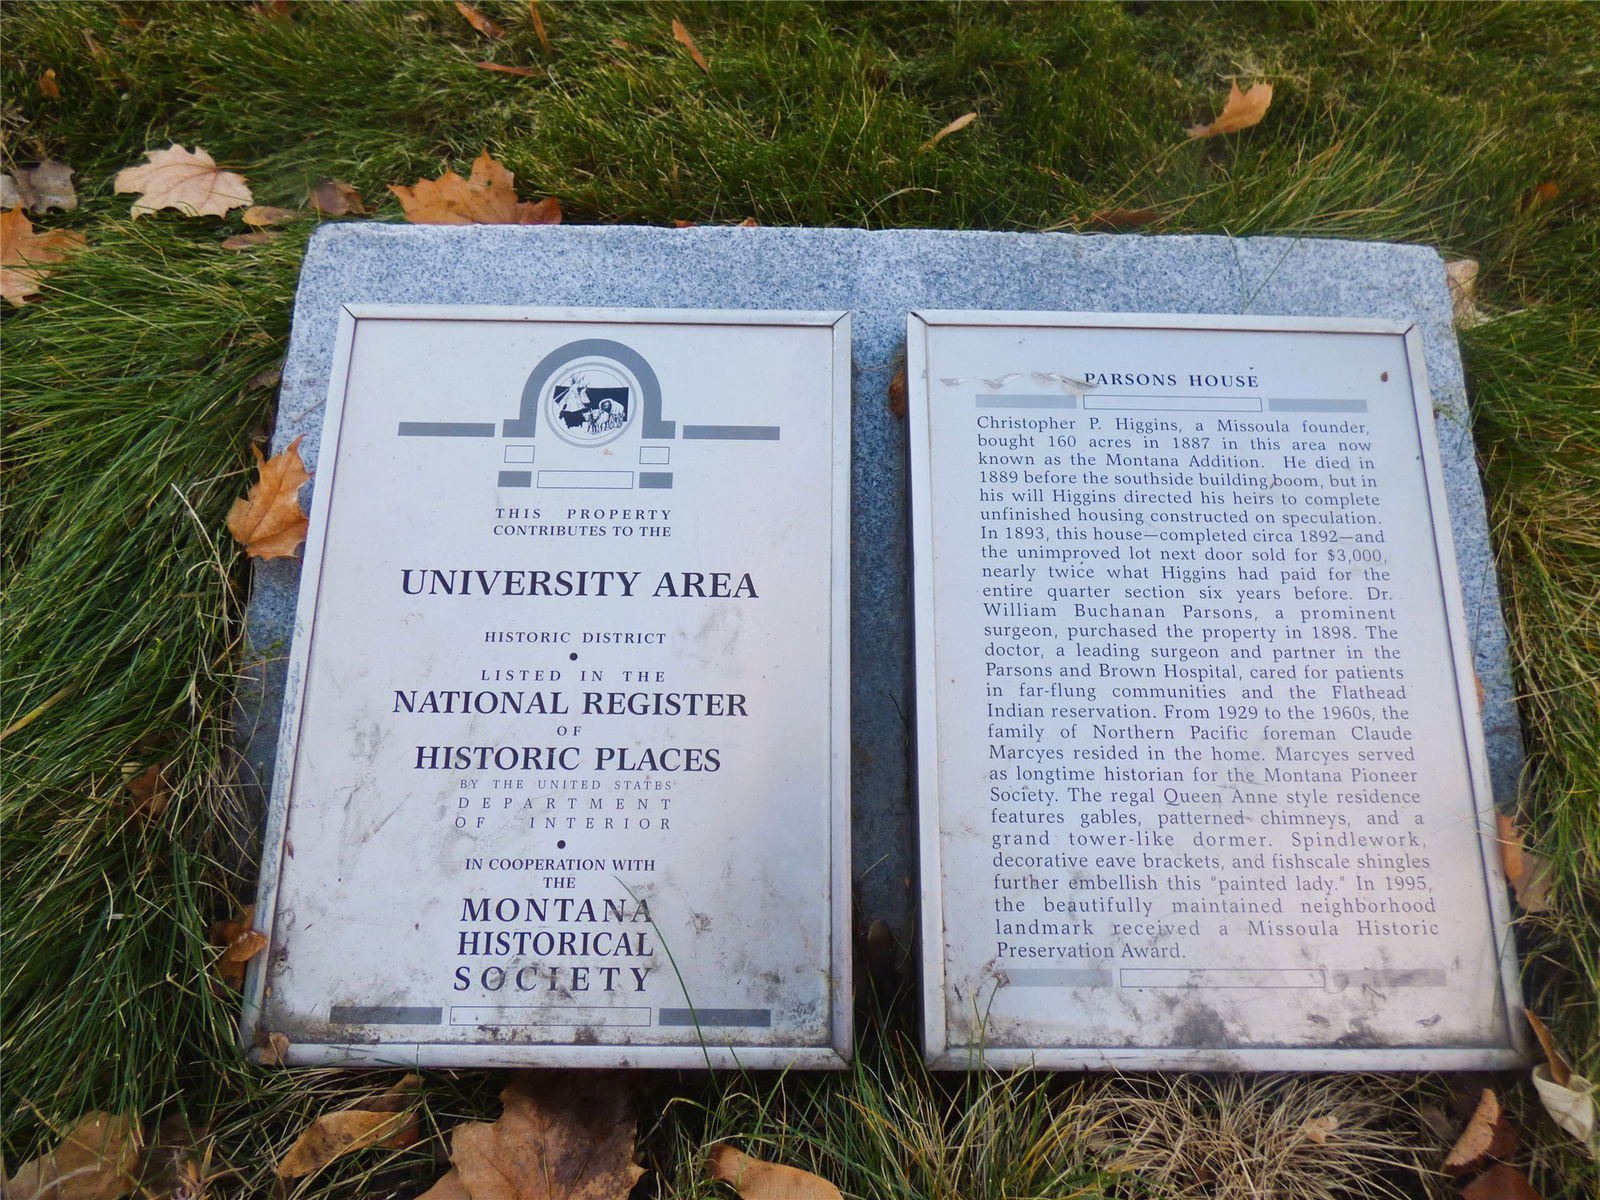 THIS PROPERTY
CONTRIBUTES TO THE
UNIVERSITY AREA
HISTORIC DISTRICT
LISTED IN THE
NATIONAL REGISTER
OF
HISTORIC PLACES
BY THE UNITED STATES
DEPARTMENT
OF INTERIOR
IN COOPERATION WITH
THE
MONTANA
HISTORICAL
SOCIETY
PARSONS HOUSE
Christopher P. Higgins, a Missoula founder,
bought 160 acres in 1887 in this area now
known as the Montana Addition. He died in
1889 before the southside building boom, but in
his will Higgins directed his heirs to complete
unfinished housing constructed on speculation.
In 1893, this house—completed circa 1892—and
the unimproved lot next door sold for $3,000,
nearly twice what Higgins had paid for the
entire quarter section six years before. Dr.
William Buchanan Parsons, a prominent
surgeon, purchased the property in 1898. The
doctor, a leading surgeon and partner in the
Parsons and Brown Hospital, cared for patients
in far-flung communities and the Flathead
Indian reservation. From 1929 to the 1960s, the
family of Northern Pacific foreman Claude
Marcyes resided in the home. Marcyes served
as longtime historian for the Montana Pioneer
Society. The regal Queen Anne style residence
features gables, patterned chimneys, and a
grand tower-like dormer. Spindlework,
decorative eave brackets, and fishscale shingles
further embellish this "painted lady." In 1995,
the beautifully maintained neighborhood
landmark received a Missoula Historic
Preservation Award.